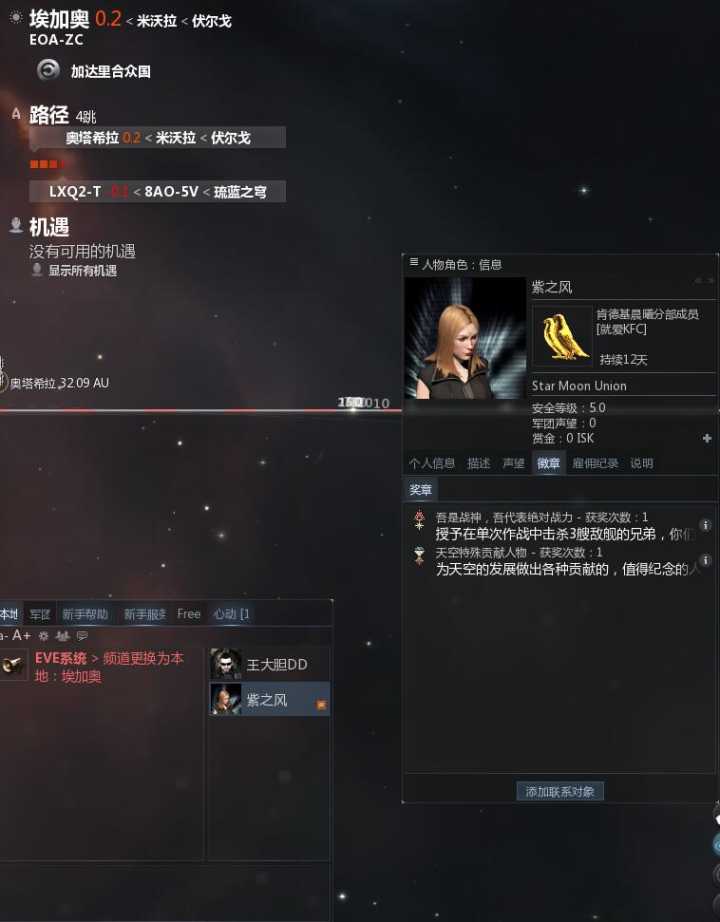 埃加奥 0.2 < 米沃拉 < 伏尔戈
EOA-ZC
加达里合众国
路径 4跳
奥塔希拉 0.2 < 米沃拉 < 伏尔戈
LXQ2-T < 8AO-5V < 琉蓝之穹
机遇
没有可用的机遇
显示所有机遇
人物角色：信息
紫之风
肯德基晨曦分部成员
[就爱KFC]
持续12天
Star Moon Union
安全等级：5.0
军团声望：0
赏金：0 ISK
奥塔希拉 32.09 AU
个人信息 描述 声望 徽章 雇佣纪录 说明
奖章
吾是战神，吾代表绝对战力 - 获奖次数：1
授予在单次作战中击杀3艘敌舰的兄弟，你们
天空特殊贡献人物 - 获奖次数：1
为天空的发展做出各种贡献的，值得纪念的人
添加联系对象
本地 军团 新手帮助 新手服务 Free 心动 [1
a- A+
EVE系统 > 频道更换为本
地：埃加奥
王大胆DD
紫之风